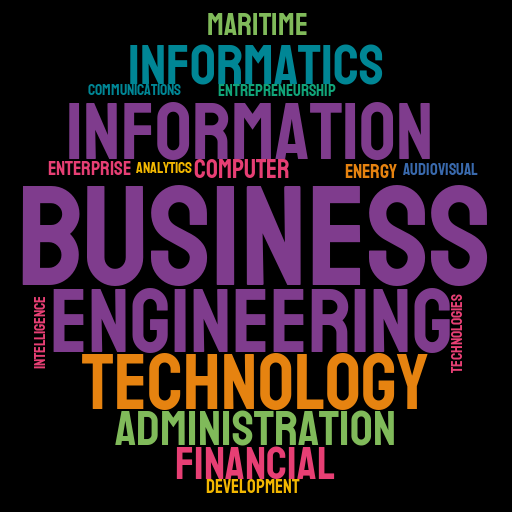 MARITIME
INFORMATICS
COMMUNICATIONS ENTREPRENEURSHIP
INFORMATION
ENTERPRISE ANALYTICS COMPUTER ENERGY AUDIOVISUAL
BUSINESS
INTELLIGENCE
ENGINEERING
TECHNOLOGIES
TECHNOLOGY
ADMINISTRATION
FINANCIAL
DEVELOPMENT